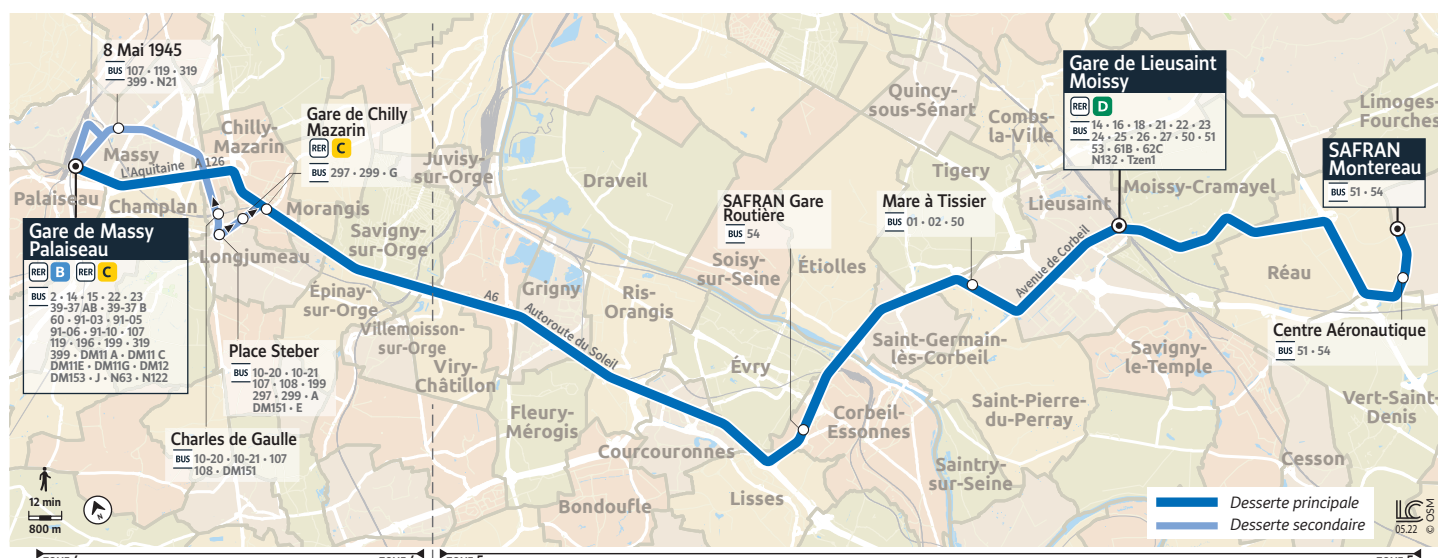 8 Mai 1945
BUS 107 • 119 • 319
399 • N21
Gare de Chilly
Mazarin
RER C
BUS 297 • 299 • G
Chilly-
Mazarin
Massy
L'Aquitaine A 126
Palaiseau
Champlan
Morangis
Longjumeau
Savigny-
sur-Orge
Gare de Massy
Palaiseau
RER B RER C
BUS 2 • 14 • 15 • 22 • 23
39-37 AB • 39-37 B
60 • 91-03 • 91-05
91-06 • 91-10 • 107
119 • 196 • 199 • 319
399 • DM11 A • DM11 C
DM11E • DM11G • DM12
DM153 • J • N63 • N122
Place Steber
BUS 10-20 • 10-21
107 • 108 • 199
297 • 299 • A
DM151 • E
Charles de Gaulle
BUS 10-20 • 10-21 • 107
108 • DM151
Épinay-
sur-Orge
Villemoisson-
sur-Orge
Juvisy-
sur-Orge
Viry-
Châtillon
Draveil
Grigny
A6
Autoroute du Soleil
Ris-
Orangis
Fleury-
Mérogis
Courcouronnes
Bondoufle
Évry
Lisses
Soisy-
sur-Seine
Étiolles
SAFRAN Gare
Routière
BUS 54
Corbeil-
Essonnes
Saintry-
sur-Seine
Saint-Germain-
lès-Corbeil
Saint-Pierre-
du-Perray
Mare à Tissier
BUS 01 • 02 • 50
Tigery
Quincy-
sous-Sénart
Combs-
la-Ville
Lieusaint
Avenue de Corbeil
Gare de Lieusaint
Moissy
RER D
BUS 14 • 16 • 18 • 21 • 22 • 23
24 • 25 • 26 • 27 • 50 • 51
53 • 61B • 62C
N132 • Tzen1
Moissy-Cramayel
Savigny-
le-Temple
Réau
Limoges-
Fourches
SAFRAN
Montereau
BUS 51 • 54
Centre Aéronautique
BUS 51 • 54
Vert-Saint-
Denis
Cesson
12 min
800 m
N
Desserte principale
Desserte secondaire
LC
05.22 © OSM